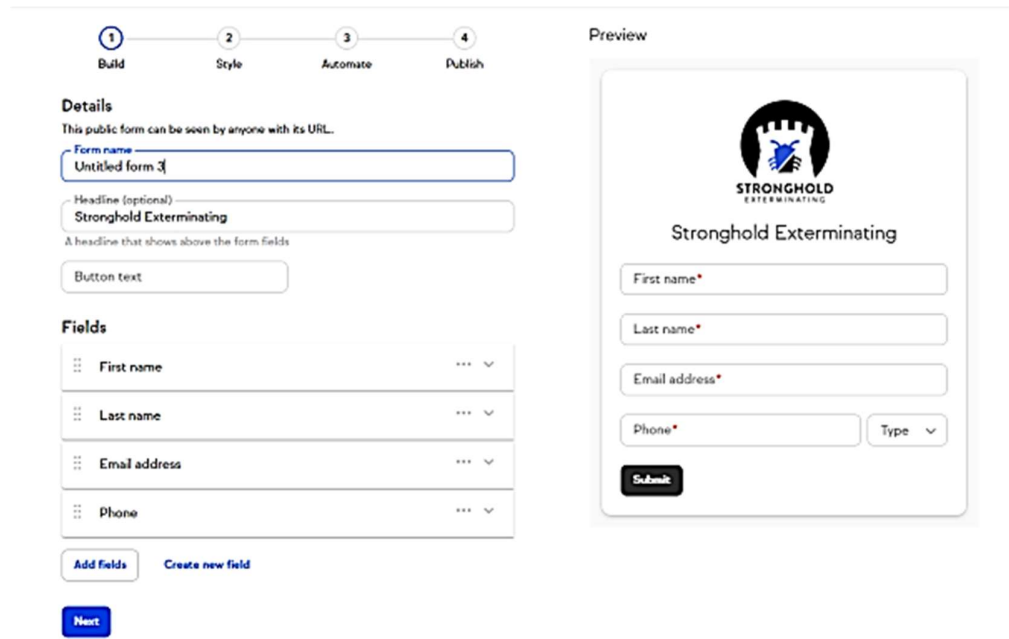 1
2
3
4
Build
Style
Automate
Publish
Details
This public form can be seen by anyone with its URL.
Form name
Untitled form 3
Headline (optional)
Stronghold Exterminating
A headline that shows above the form fields
Button text
Fields
First name
Last name
Email address
Phone
Add fields
Create new field
Next
Preview
STRONGHOLD
EXTERMINATING
Stronghold Exterminating
First name*
Last name*
Email address*
Phone*
Type
Submit